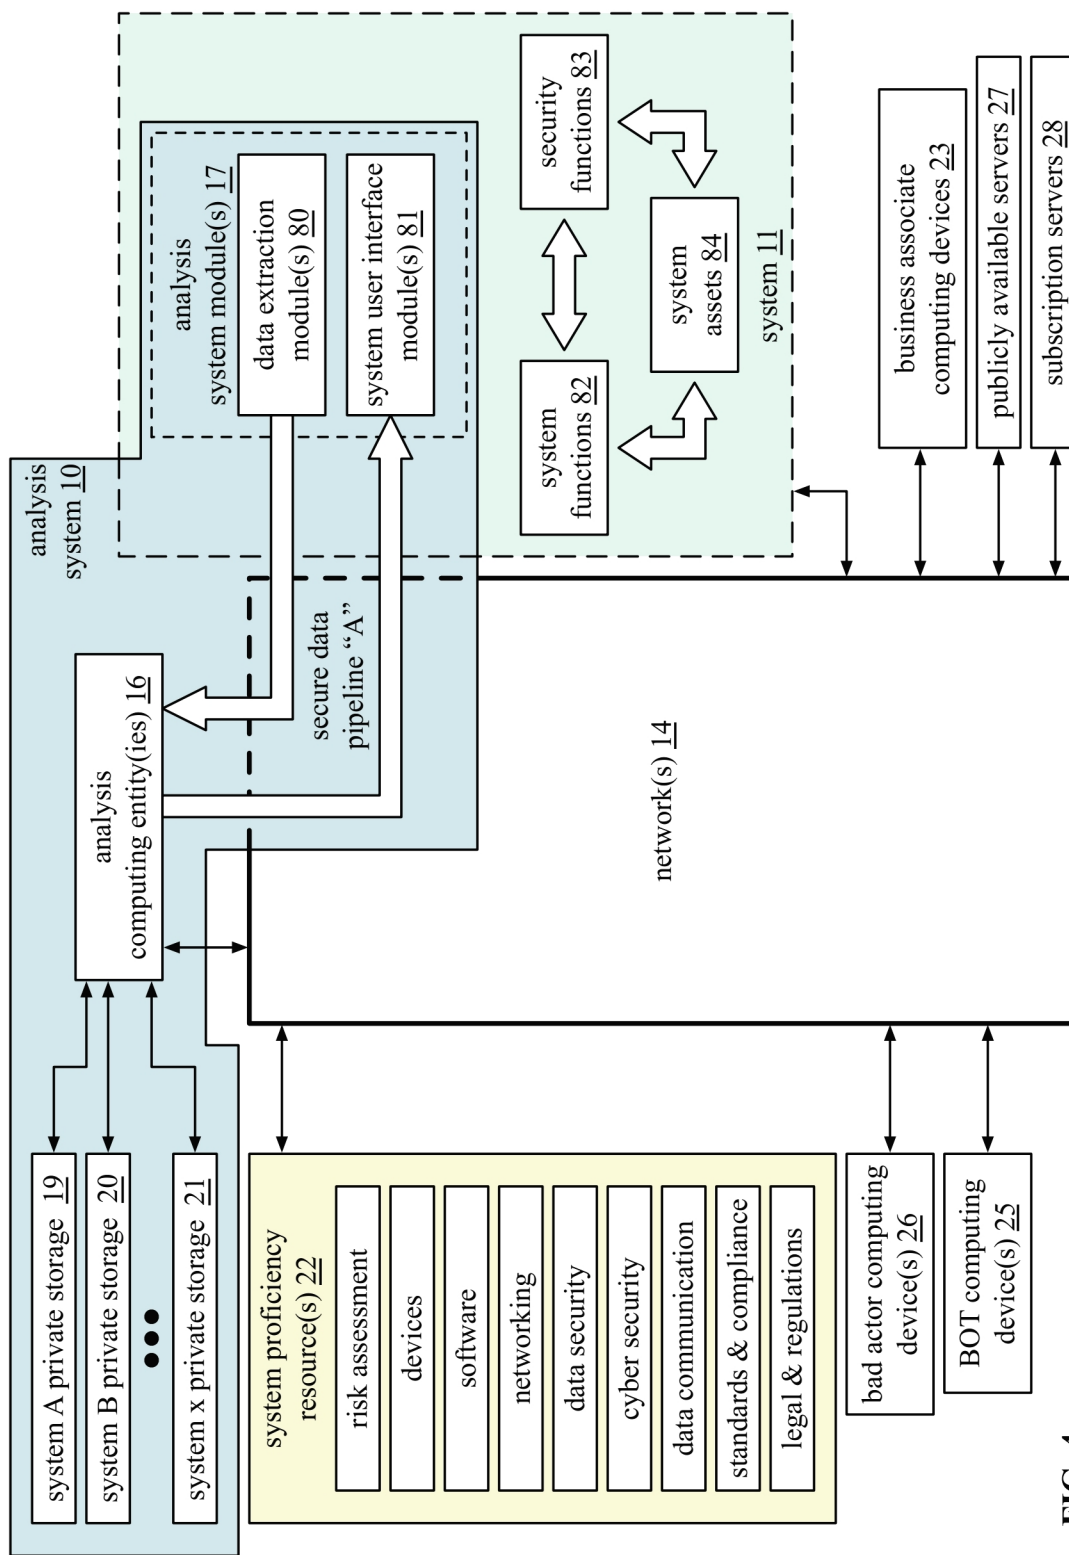 system A private storage 19
system B private storage 20
system x private storage 21
analysis
computing entity(ies) 16
analysis
system 10
analysis
system module(s) 17
data extraction
module(s) 80
system user interface
module(s) 81
secure data
pipeline “A”
system proficiency
resource(s) 22
risk assessment
devices
software
networking
data security
cyber security
data communication
standards & compliance
legal & regulations
network(s) 14
system
functions 82
security
functions 83
system
assets 84
system 11
bad actor computing
device(s) 26
BOT computing
device(s) 25
business associate
computing devices 23
publicly available servers 27
subscription servers 28
FIG. 4